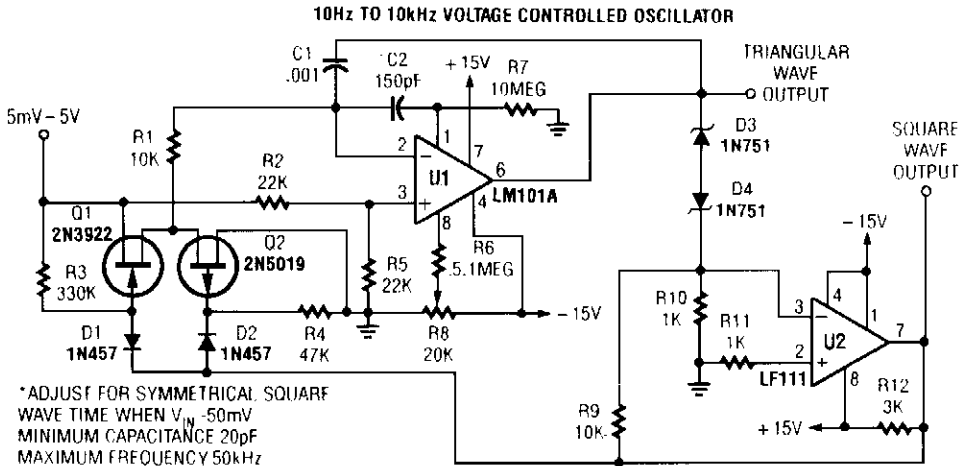 10Hz TO 10kHz VOLTAGE CONTROLLED OSCILLATOR
C1
.001
C2
150pF
+15V
R7
10MEG
TRIANGULAR
WAVE
OUTPUT
5mV-5V
R1
10K
R2
22K
2
3
1
7
6
4
8
U1
LM101A
D3
1N751
D4
1N751
SQUARE
WAVE
OUTPUT
Q1
2N3922
Q2
2N5019
R3
330K
R5
22K
R6
.5.1MEG
R4
47K
R8
20K
-15V
D1
1N457
D2
1N457
-15V
R10
1K
R11
1K
3
2
4
1
7
8
U2
LF111
R12
3K
R9
10K
+15V
*ADJUST FOR SYMMETRICAL SQUARE
WAVE TIME WHEN VIN -50mV
MINIMUM CAPACITANCE 20pF
MAXIMUM FREQUENCY 50kHz